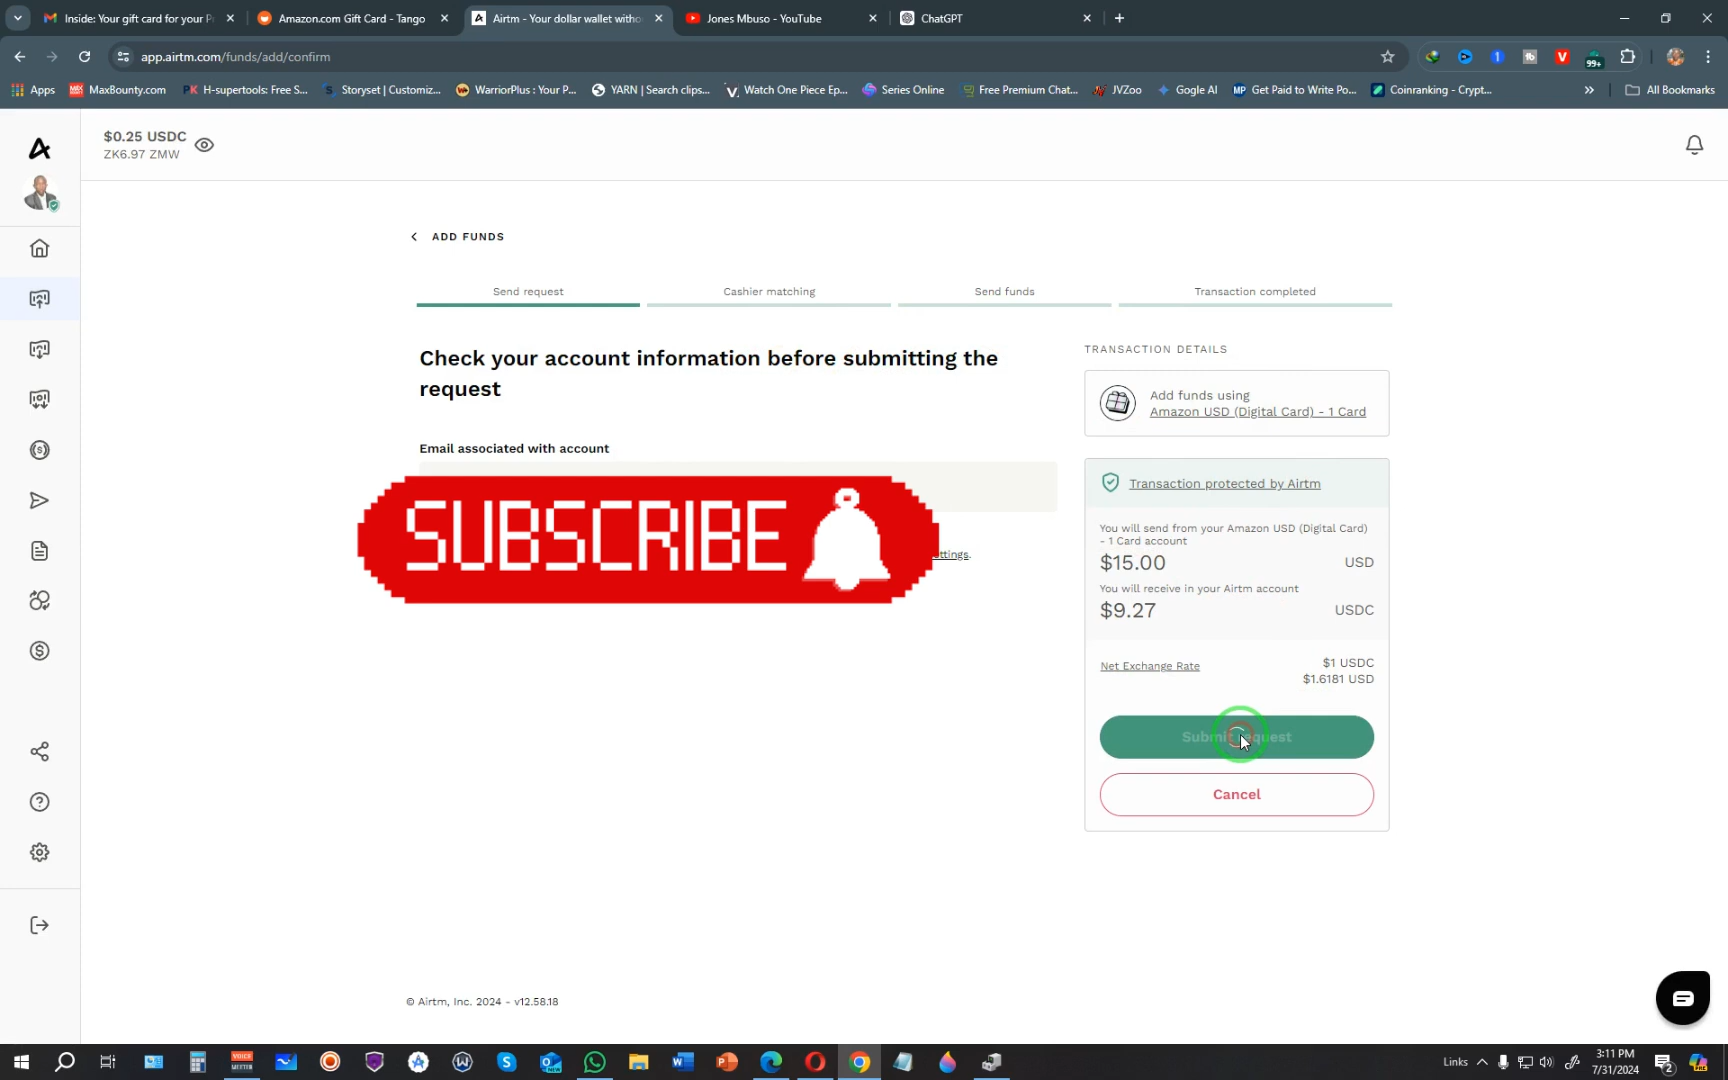 Inside: Your gift card for your Pr
Amazon.com Gift Card - Tango
Airtm - Your dollar wallet witho
Jones Mbuso - YouTube
ChatGPT
app.airtm.com/funds/add/confirm
99+
Apps
MaxBounty.com
H-supertools: Free S...
Storyset | Customiz...
WarriorPlus : Your P...
YARN | Search clips...
Watch One Piece Ep...
Series Online
Free Premium Chat...
JVZoo
Gogle AI
Get Paid to Write Po...
Coinranking - Crypt...
All Bookmarks
$0.25 USDC
ZK6.97 ZMW
ADD FUNDS
Send request
Cashier matching
Send funds
Transaction completed
Check your account information before submitting the
request
Email associated with account
SUBSCRIBE
ttings.
TRANSACTION DETAILS
Add funds using
Amazon USD (Digital Card) - 1 Card
Transaction protected by Airtm
You will send from your Amazon USD (Digital Card)
- 1 Card account
$15.00 USD
You will receive in your Airtm account
$9.27 USDC
Net Exchange Rate
$1 USDC
$1.6181 USD
Submit request
Cancel
© Airtm, Inc. 2024 - v12.58.18
Links
3:11 PM
7/31/2024